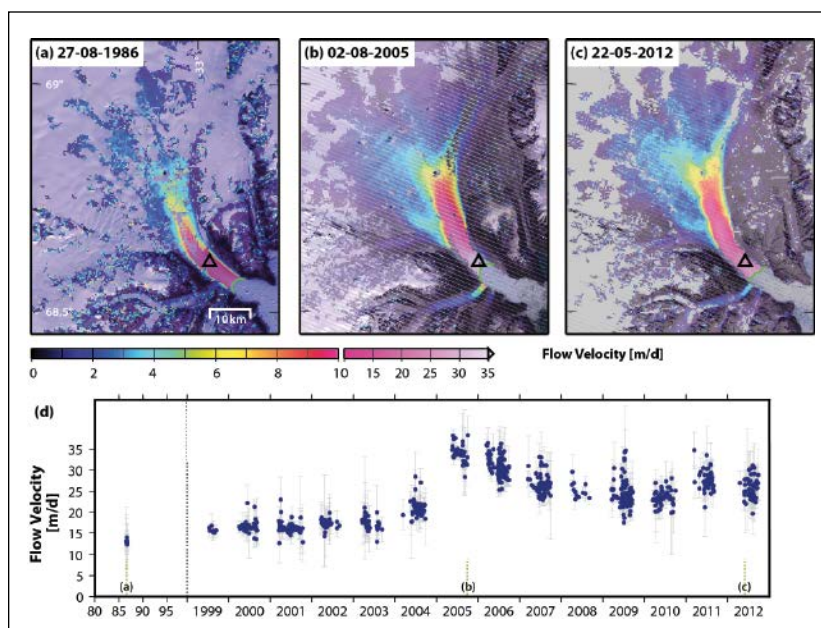 (a) 27-08-1986
(b) 02-08-2005
(c) 22-05-2012
33°
69°
68.5°
10km
0 2 4 6 8 10 15 20 25 30 35
Flow Velocity [m/d]
(d)
Flow Velocity
[m/d]
35
30
25
20
15
10
5
0
(a) (b) (c)
80 85 90 95 1999 2000 2001 2002 2003 2004 2005 2006 2007 2008 2009 2010 2011 2012